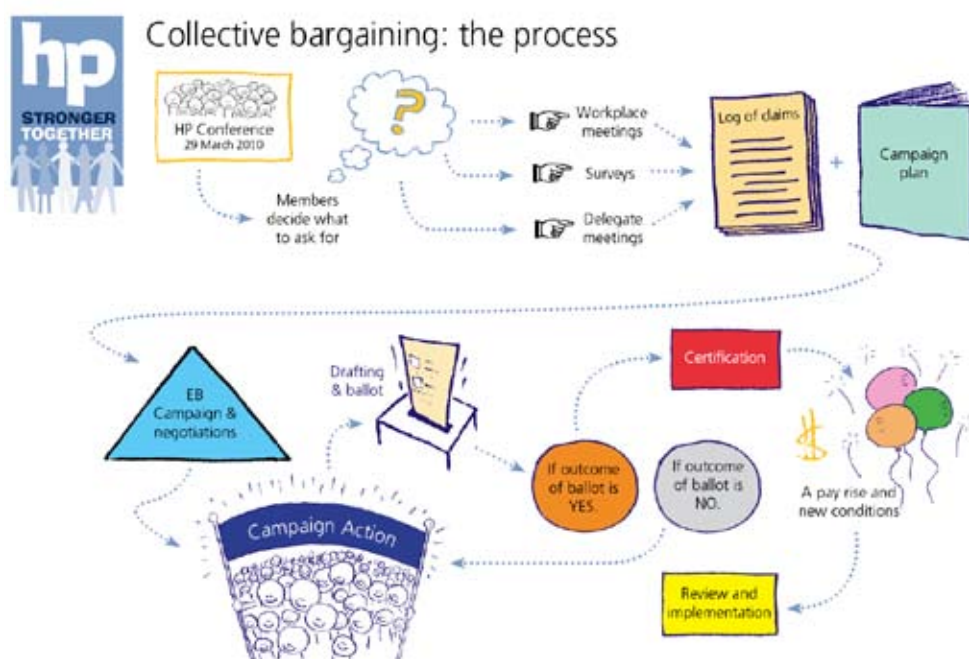 hp
STRONGER
TOGETHER
Collective bargaining: the process
HP Conference
29 March 2010
Members
decide what
to ask for
?
Workplace
meetings
Surveys
Delegate
meetings
Log of claims
+
Campaign
plan
EB
Campaign &
negotiations
Campaign Action
Drafting
& ballot
If outcome
of ballot is
YES.
If outcome
of ballot is
NO.
Certification
$
A pay rise and
new conditions
Review and
implementation